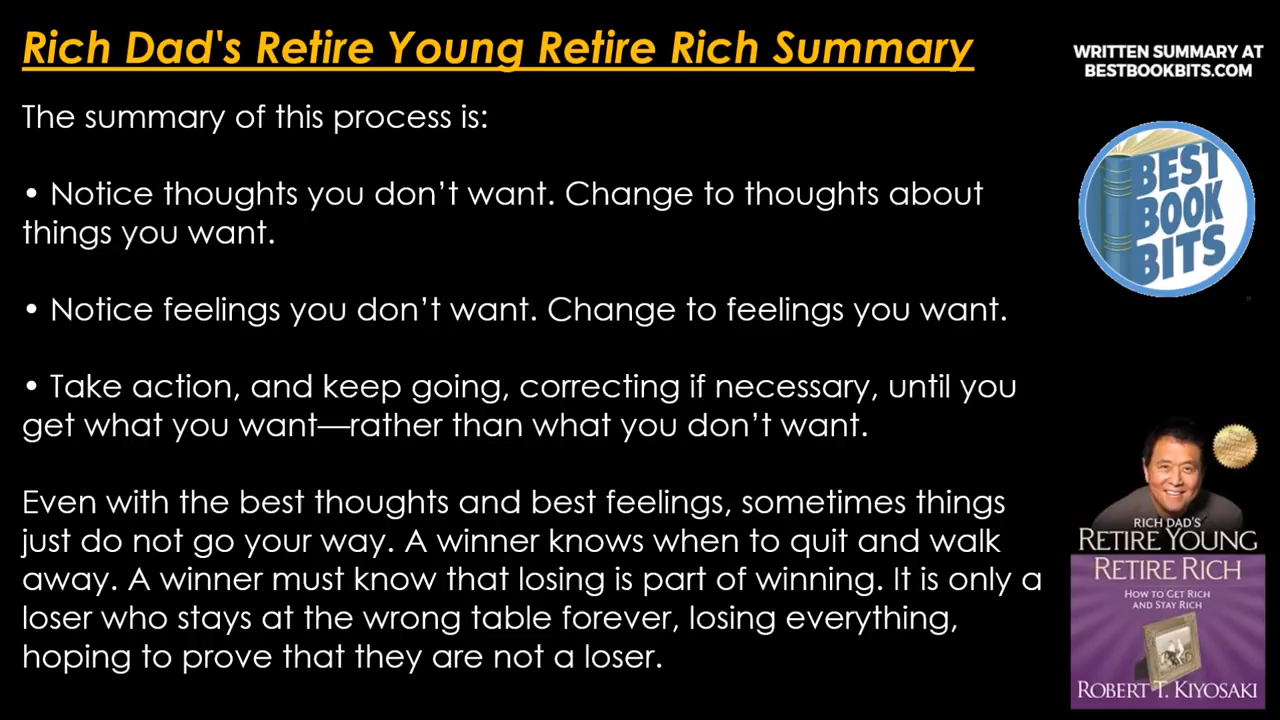 Rich Dad's Retire Young Retire Rich Summary
WRITTEN SUMMARY AT
BESTBOOKBITS.COM
The summary of this process is:
• Notice thoughts you don’t want. Change to thoughts about
things you want.
• Notice feelings you don’t want. Change to feelings you want.
• Take action, and keep going, correcting if necessary, until you
get what you want—rather than what you don’t want.
Even with the best thoughts and best feelings, sometimes things
just do not go your way. A winner knows when to quit and walk
away. A winner must know that losing is part of winning. It is only a
loser who stays at the wrong table forever, losing everything,
hoping to prove that they are not a loser.
BEST
BOOK
BITS
RICH DAD'S
RETIRE YOUNG
RETIRE RICH
HOW TO GET RICH
AND STAY RICH
ROBERT T. KIYOSAKI